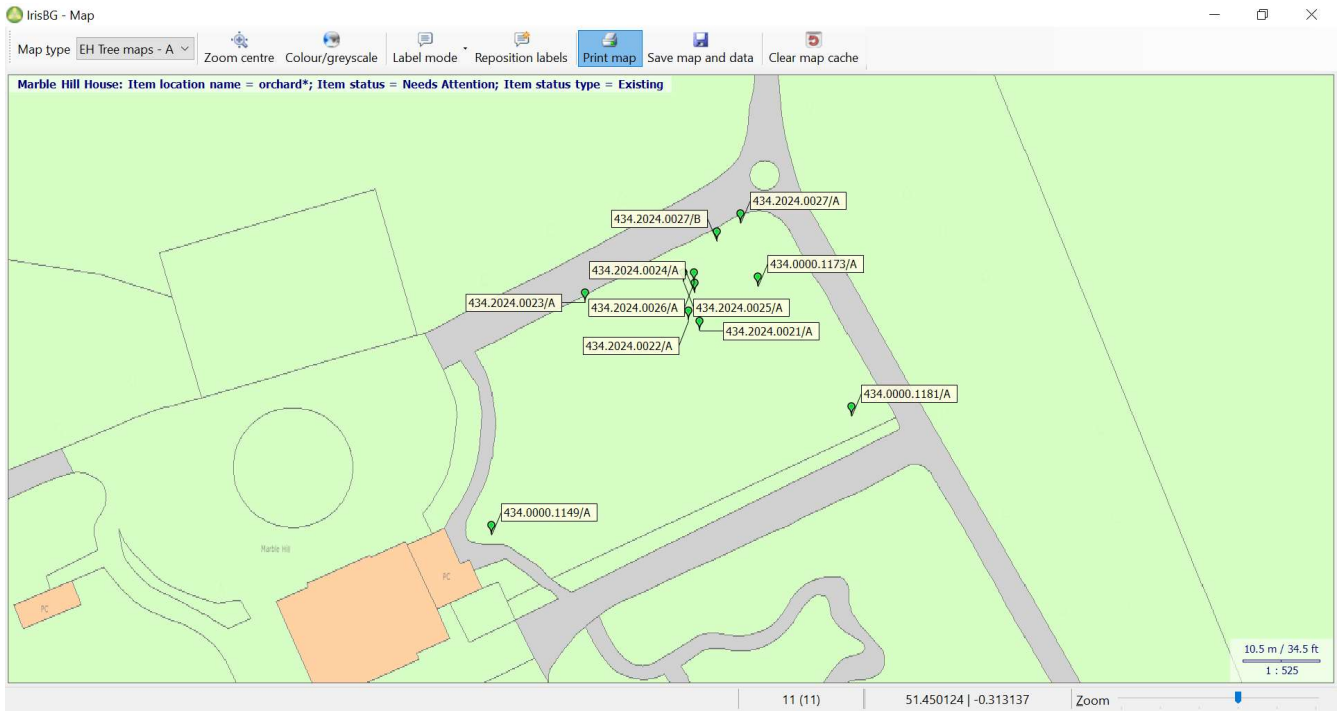 IrisBG - Map
Map type EH Tree maps - A Zoom centre Colour/greyscale Label mode Reposition labels Print map Save map and data Clear map cache
Marble Hill House: Item location name = orchard*; Item status = Needs Attention; Item status type = Existing
434.2024.0027/A
434.2024.0027/B
434.0000.1173/A
434.2024.0024/A
434.2024.0023/A
434.2024.0026/A
434.2024.0025/A
434.2024.0021/A
434.2024.0022/A
434.0000.1181/A
434.0000.1149/A
Marble Hill
PC
PC
10.5 m / 34.5 ft
1 : 525
11 (11) 51.450124 | -0.313137 Zoom